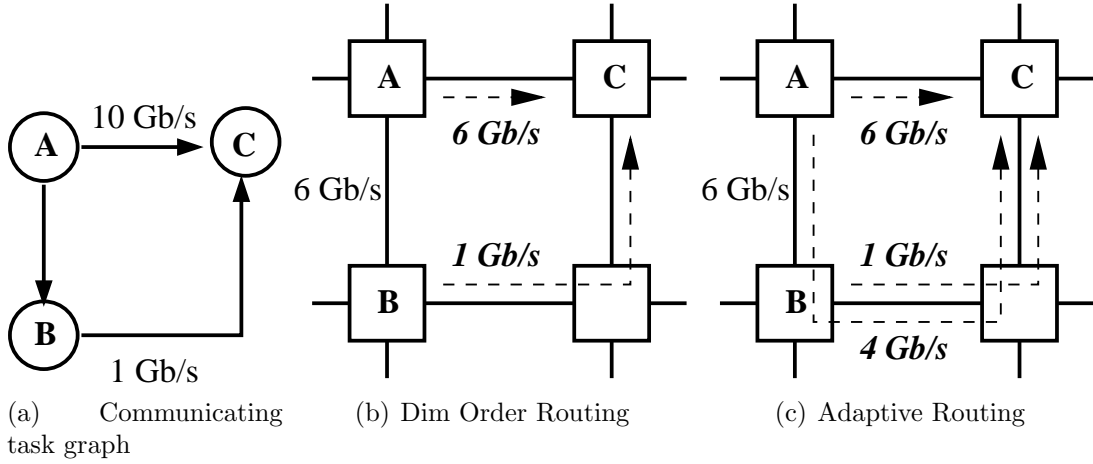 10 Gb/s
A
C
B
1 Gb/s
(a) Communicating
task graph
A
C
6 Gb/s
6 Gb/s
1 Gb/s
B
(b) Dim Order Routing
A
C
6 Gb/s
6 Gb/s
1 Gb/s
B
4 Gb/s
(c) Adaptive Routing